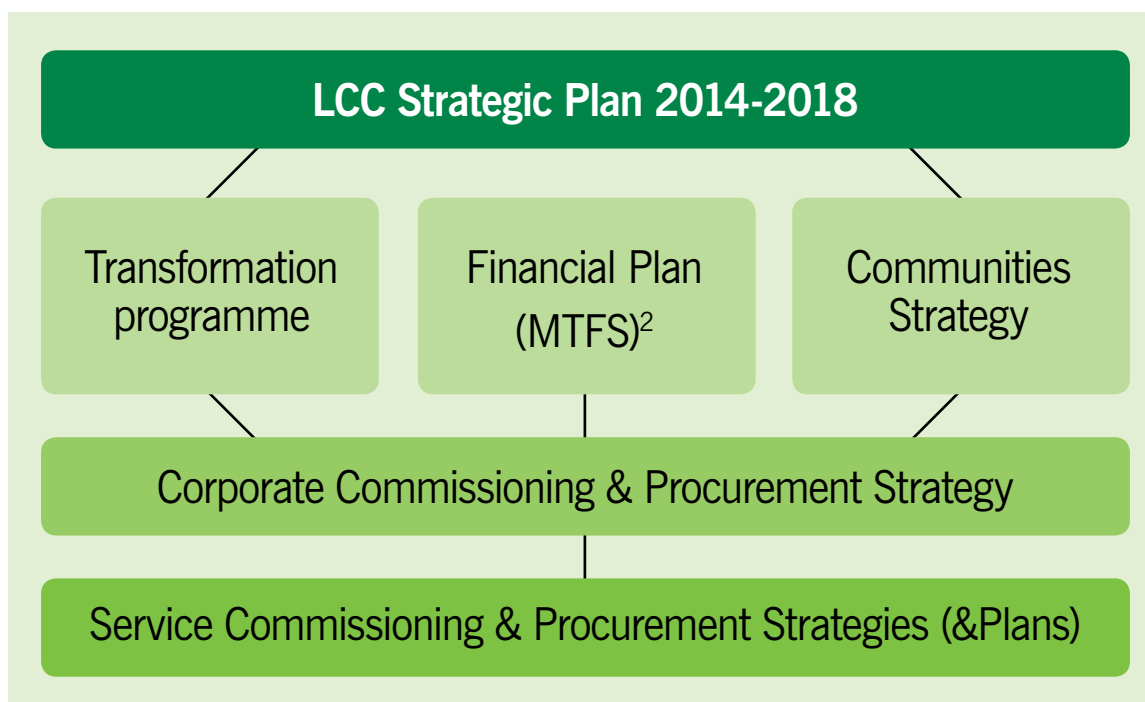 LCC Strategic Plan 2014-2018
Transformation
programme
Financial Plan
(MTFS)²
Communities
Strategy
Corporate Commissioning & Procurement Strategy
Service Commissioning & Procurement Strategies (&Plans)